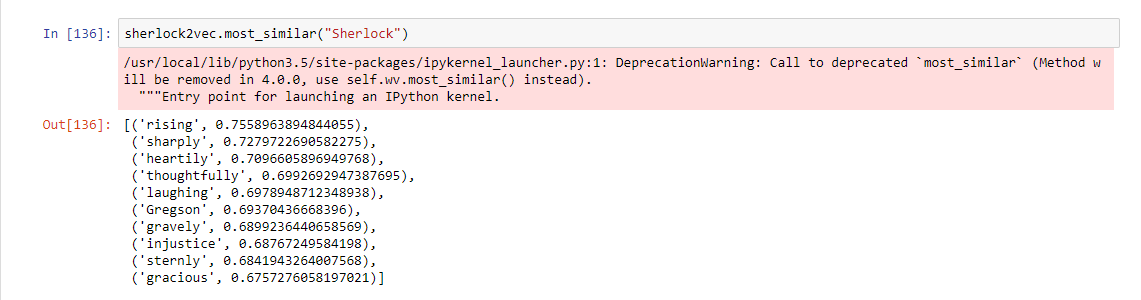 In [136]: sherlock2vec.most_similar("Sherlock")
/usr/local/lib/python3.5/site-packages/ipykernel_launcher.py:1: DeprecationWarning: Call to deprecated `most_similar` (Method w
ill be removed in 4.0.0, use self.wv.most_similar() instead).
"""Entry point for launching an IPython kernel.
Out[136]: [('rising', 0.7558963894844055),
('sharply', 0.7279722690582275),
('heartily', 0.7096605896949768),
('thoughtfully', 0.6992692947387695),
('laughing', 0.6978948712348938),
('Gregson', 0.69370436668396),
('gravely', 0.6899236440658569),
('injustice', 0.68767249584198),
('sternly', 0.6841943264007568),
('gracious', 0.6757276058197021)]